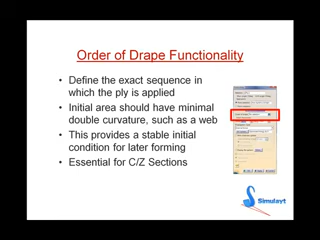 Order of Drape Functionality
• Define the exact sequence in
which the ply is applied
• Initial area should have minimal
double curvature, such as a web
• This provides a stable initial
condition for later forming
• Essential for C/Z Sections
Simulayt